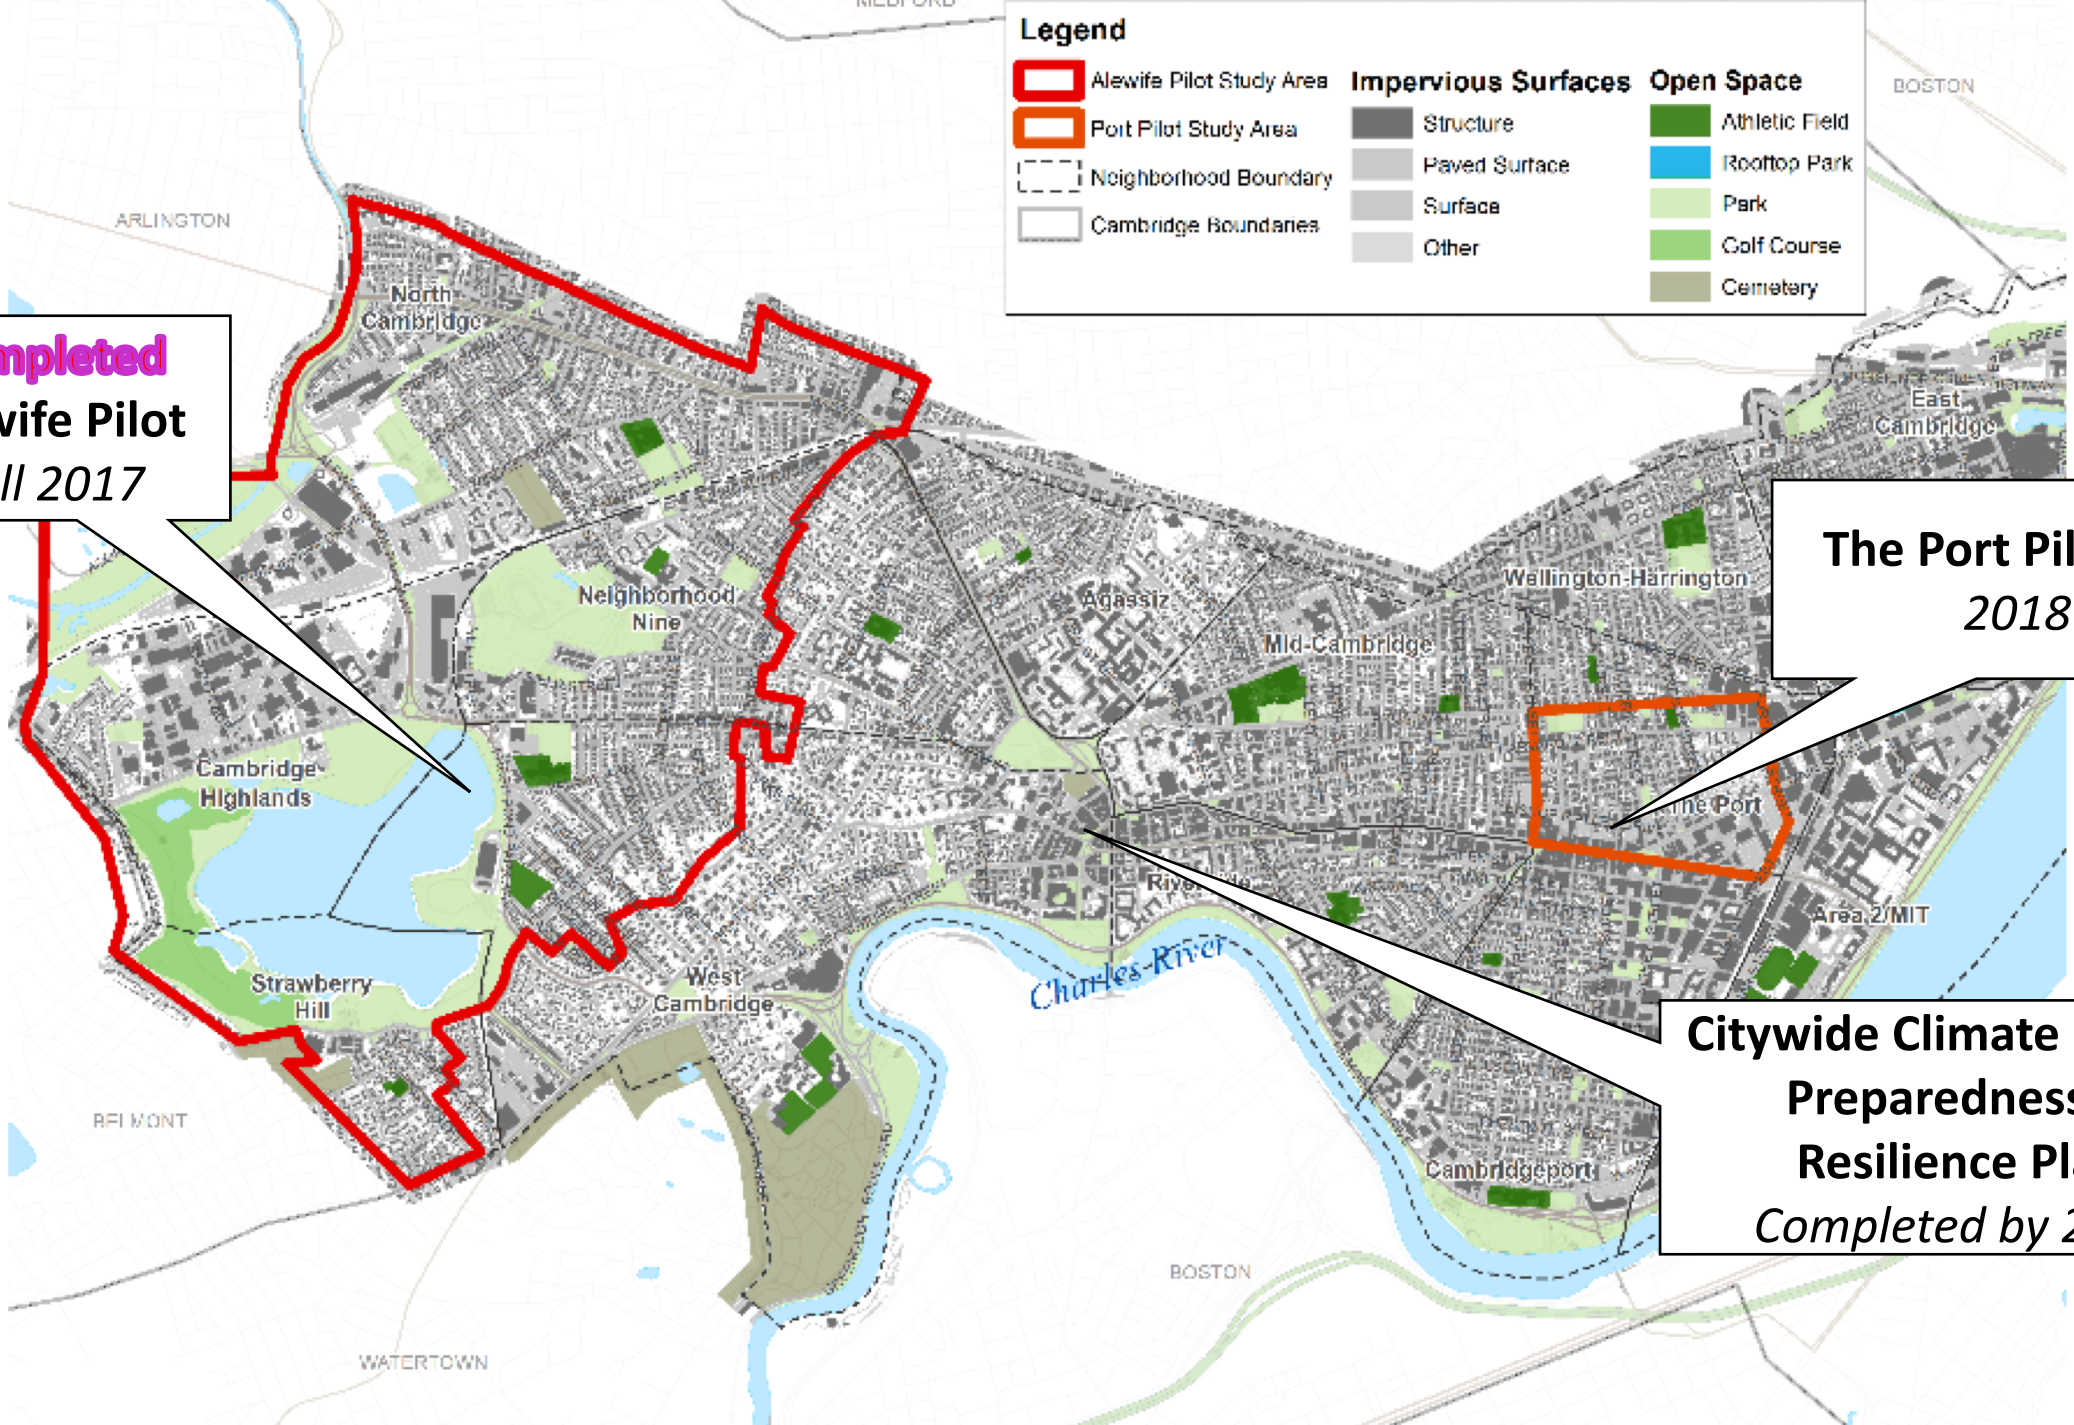 MEDFORD
Legend
Alewife Pilot Study Area
Port Pilot Study Area
Neighborhood Boundary
Cambridge Boundaries
Impervious Surfaces
Structure
Paved Surface
Surface
Other
Open Space
Athletic Field
Rooftop Park
Park
Golf Course
Cemetery
BOSTON
ARLINGTON
North
Cambridge
mpleted
wife Pilot
ll 2017
East
Cambridge
The Port Pil
2018
Wellington-Harrington
Neighborhood
Nine
Agassiz
Mid-Cambridge
Cambridge
Highlands
The Port
Riverside
Area 2/MIT
Strawberry
Hill
West
Cambridge
Charles River
Citywide Climate
Preparedness
Resilience Pl
Completed by 2
BELMONT
Cambridgeport
BOSTON
WATERTOWN